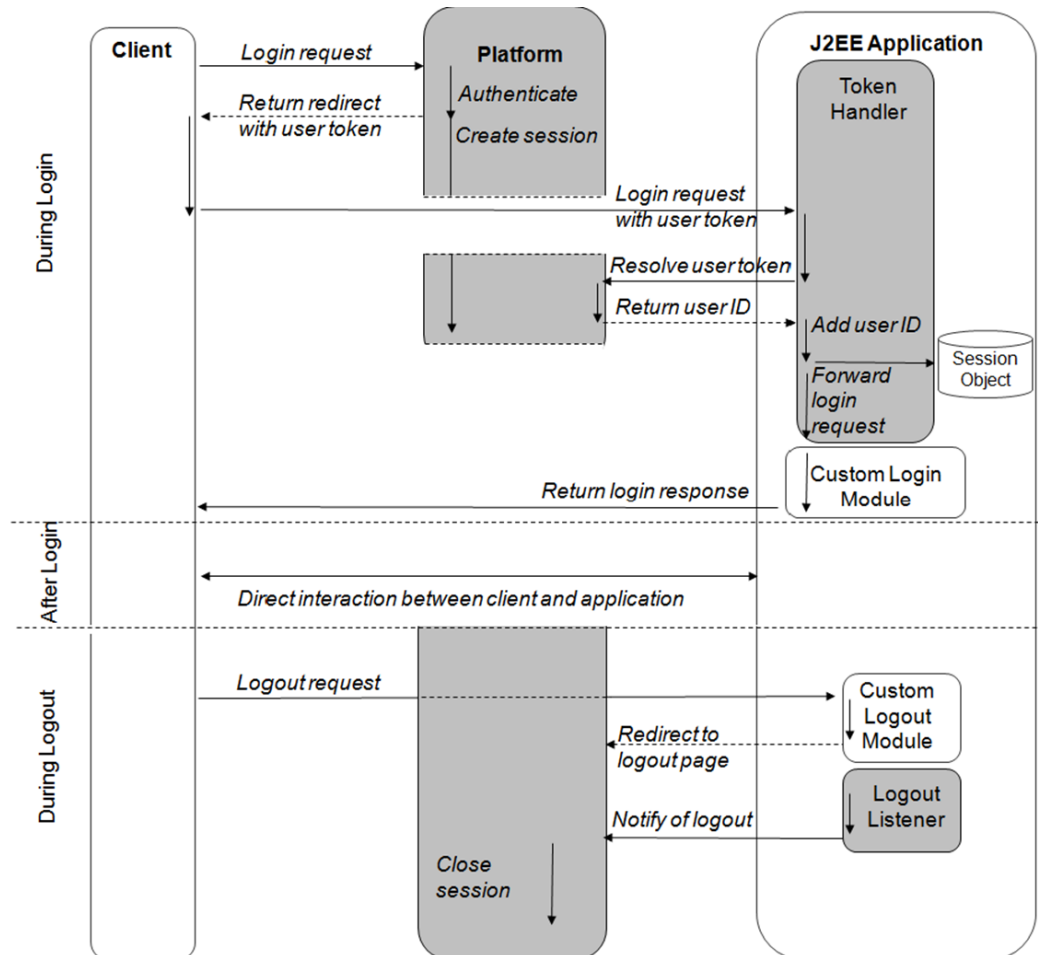 Client
Platform
J2EE Application
During Login
Login request
Authenticate
Token
Handler
Return redirect
with user token
Create session
Login request
with user token
Resolve user token
Return user ID
Add user ID
Session
Object
Forward
login
request
Custom Login
Module
Return login response
After Login
Direct interaction between client and application
During Logout
Logout request
Custom
Logout
Module
Redirect to
logout page
Logout
Listener
Notify of logout
Close
session